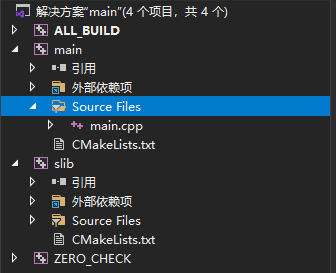 解决方案"main"(4 个项目，共 4 个)
ALL_BUILD
main
引用
外部依赖项
Source Files
main.cpp
CMakeLists.txt
slib
引用
外部依赖项
Source Files
CMakeLists.txt
ZERO_CHECK